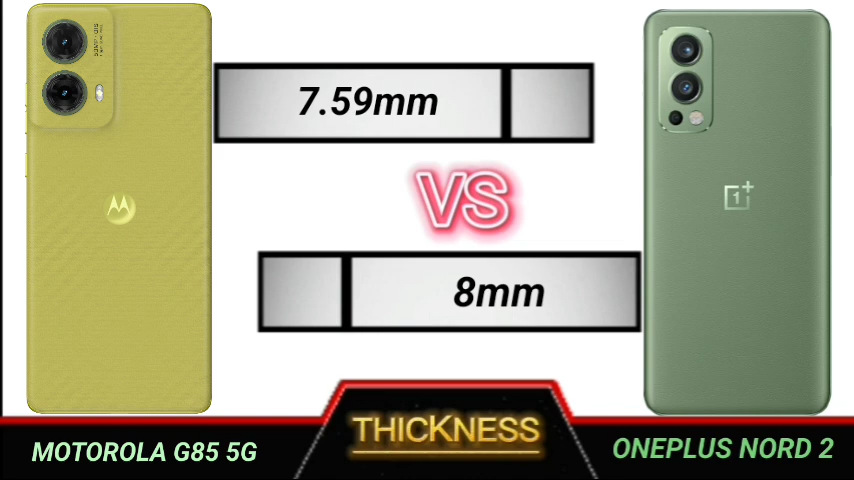 7.59mm
VS
8mm
THICKNESS
MOTOROLA G85 5G
ONEPLUS NORD 2